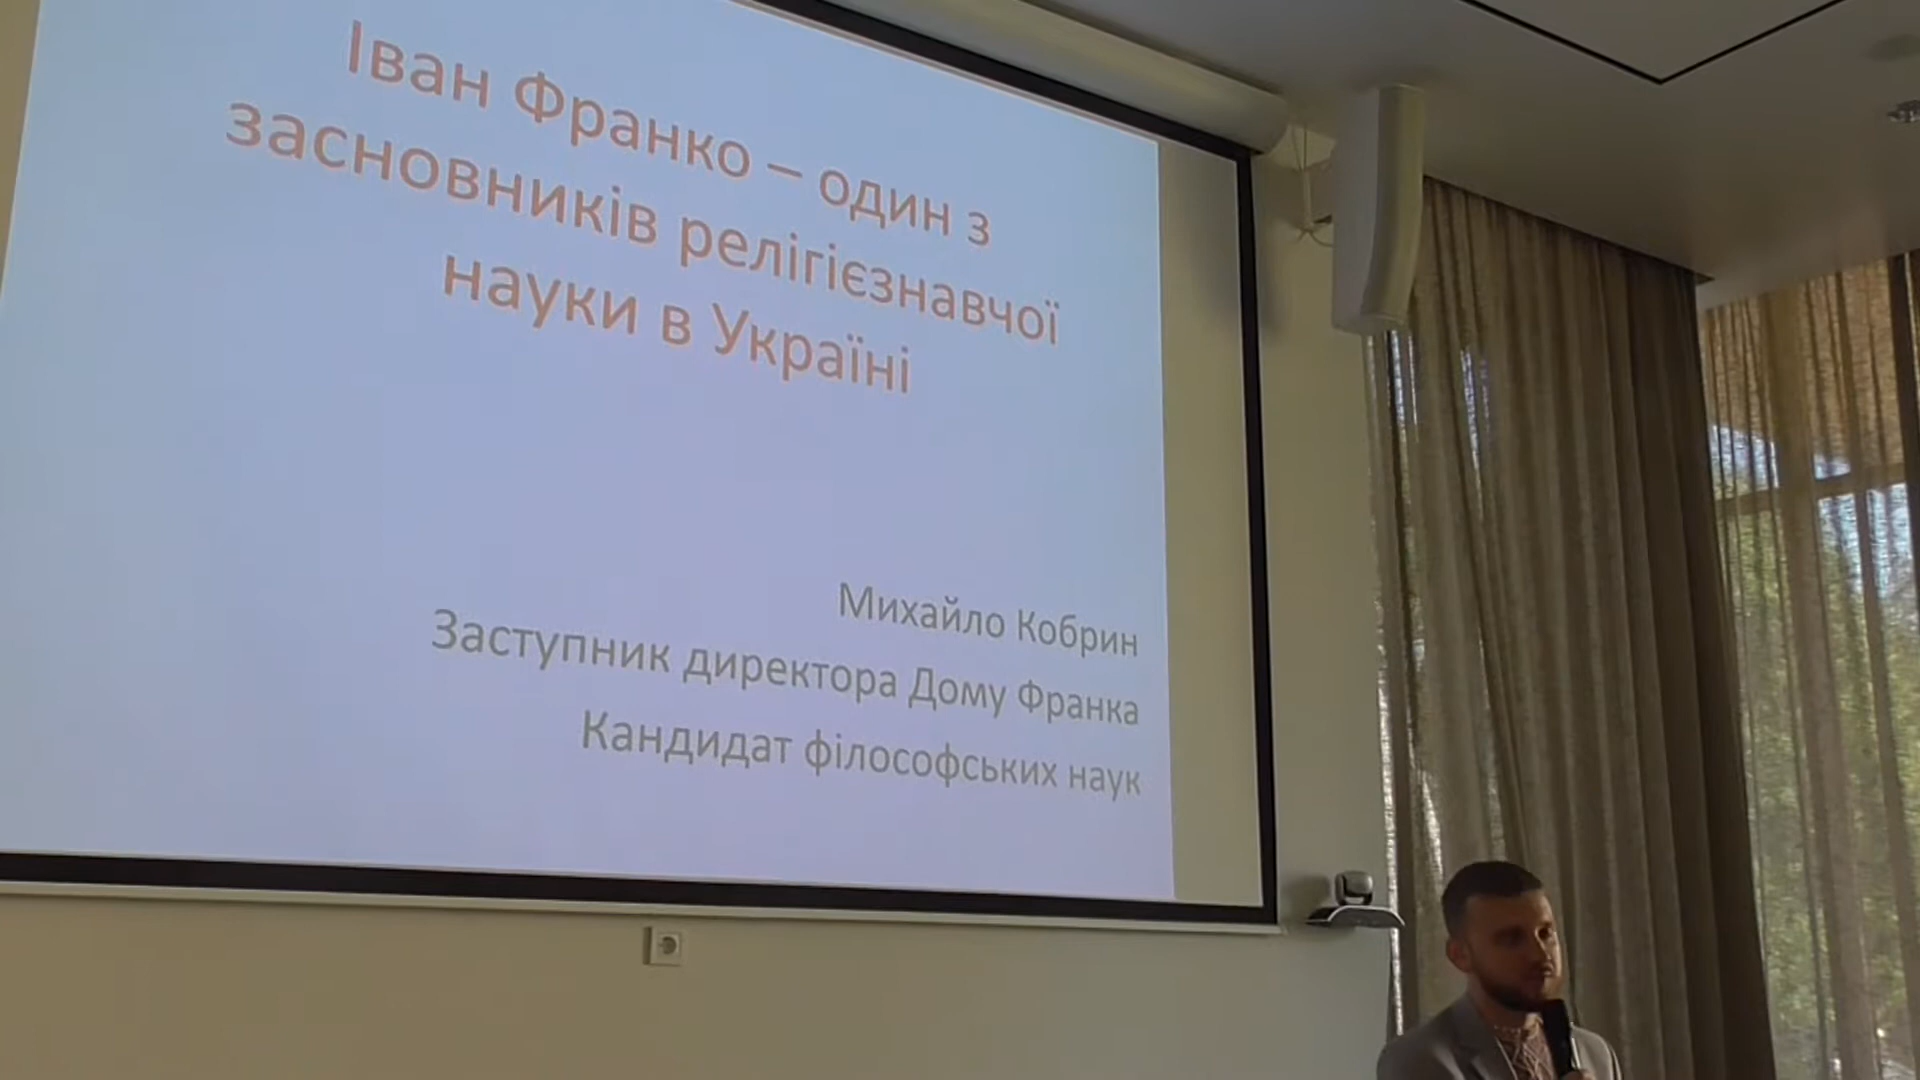 Іван Франко – один з
засновників релігієзнавчої
науки в Україні
Михайло Кобрин
Заступник директора Дому Франка
Кандидат філософських наук